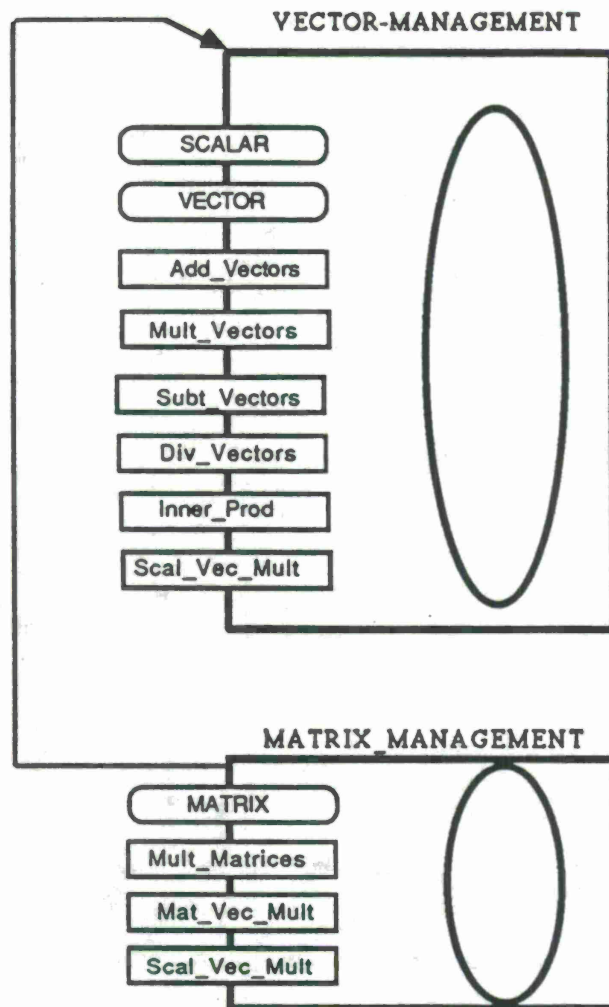 VECTOR-MANAGEMENT
SCALAR
VECTOR
Add_Vectors
Mult_Vectors
Subt_Vectors
Div_Vectors
Inner_Prod
Scal_Vec_Mult
MATRIX_MANAGEMENT
MATRIX
Mult_Matrices
Mat_Vec_Mult
Scal_Vec_Mult